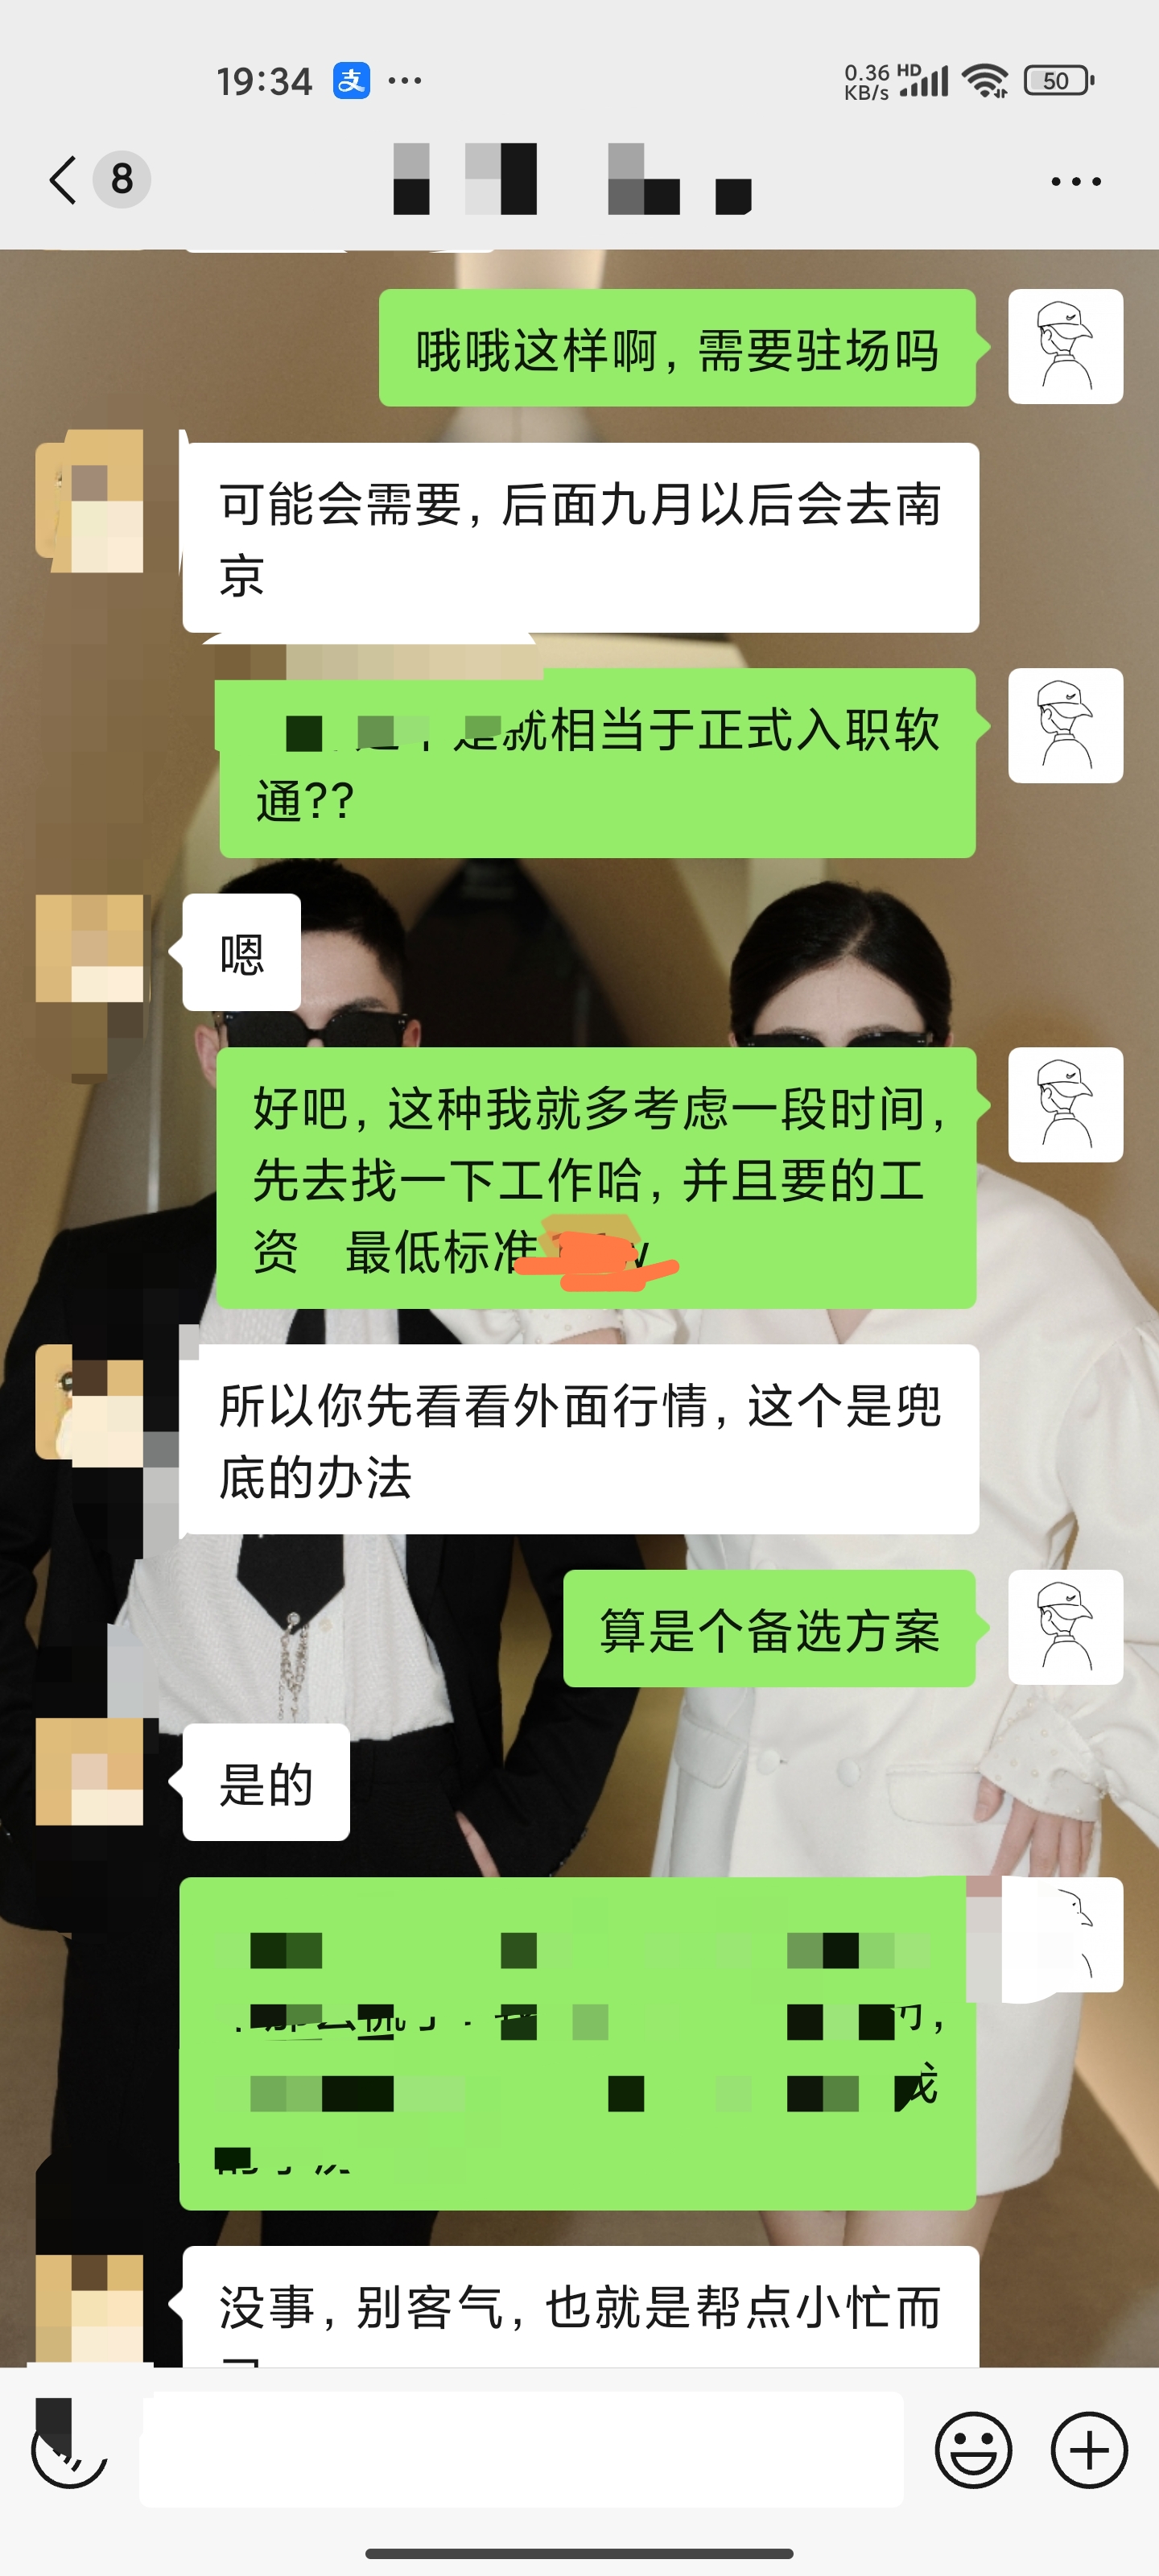 19:34 支 ...
0.36 KB/s HD 50
8
哦哦这样啊，需要驻场吗
可能会需要，后面九月以后会去南
京
是就相当于正式入职软
通??
嗯
好吧，这种我就多考虑一段时间，
先去找一下工作哈，并且要的工
资 最低标准
所以你先看看外面行情，这个是兜
底的办法
算是个备选方案
是的
没事，别客气，也就是帮点小忙而